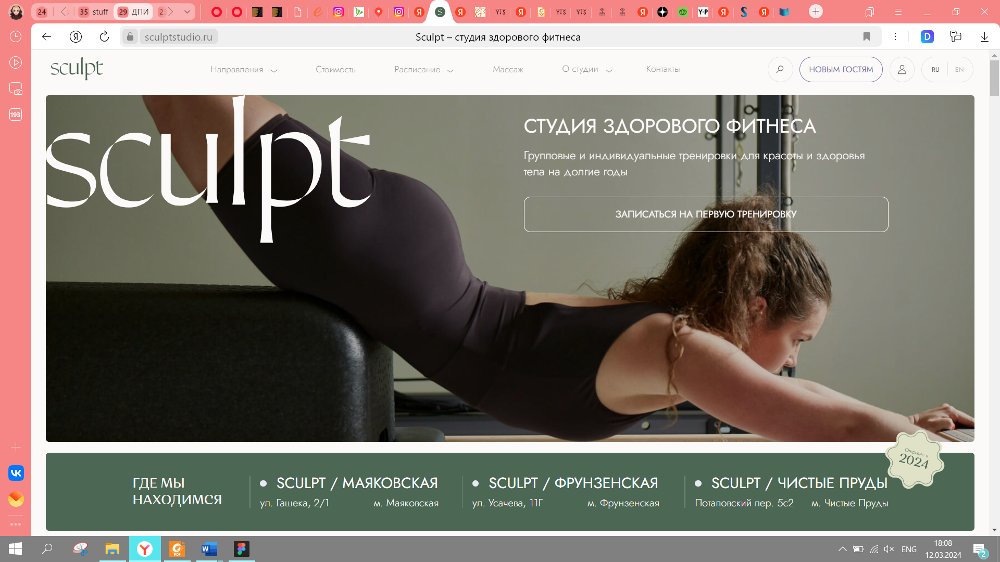 24
35 stuff
29 ДПИ
23
sculptstudio.ru
Sculpt – студия здорового фитнеса
193
sculpt
Направления
Стоимость
Расписание
Массаж
О студии
Контакты
НОВЫМ ГОСТЯМ
RU
EN
sculpt
СТУДИЯ ЗДОРОВОГО ФИТНЕСА
Групповые и индивидуальные тренировки для красоты и здоровья
тела на долгие годы
ЗАПИСАТЬСЯ НА ПЕРВУЮ ТРЕНИРОВКУ
Открытие в
2024
ГДЕ МЫ
НАХОДИМСЯ
SCULPT / МАЯКОВСКАЯ
ул. Гашека, 2/1 м. Маяковская
SCULPT / ФРУНЗЕНСКАЯ
ул. Усачева, 11Г м. Фрунзенская
SCULPT / ЧИСТЫЕ ПРУДЫ
Потаповский пер. 5с2 м. Чистые Пруды
ENG
18:08
12.03.2024
2